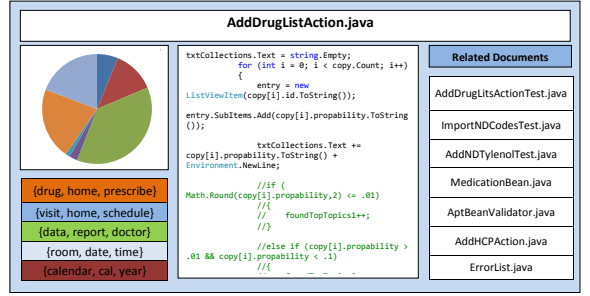 AddDrugListAction.java
{drug, home, prescribe}
{visit, home, schedule}
{data, report, doctor}
{room, date, time}
{calendar, cal, year}
txtCollections.Text = string.Empty;
for (int i = 0; i < copy.Count; i++)
{
entry = new
ListViewItem(copy[i].id.ToString());
entry.SubItems.Add(copy[i].propability.ToString
());
txtCollections.Text +=
copy[i].propability.ToString() +
Environment.NewLine;
//if (
Math.Round(copy[i].propability,2) <= .01)
//{
//    foundTopTopics1++;
//}
//else if (copy[i].propability >
.01 && copy[i].propability < .1)
//{
Related Documents
AddDrugLitsActionTest.java
ImportNDCodesTest.java
AddNDTylenolTest.java
MedicationBean.java
AptBeanValidator.java
AddHCPAction.java
ErrorList.java